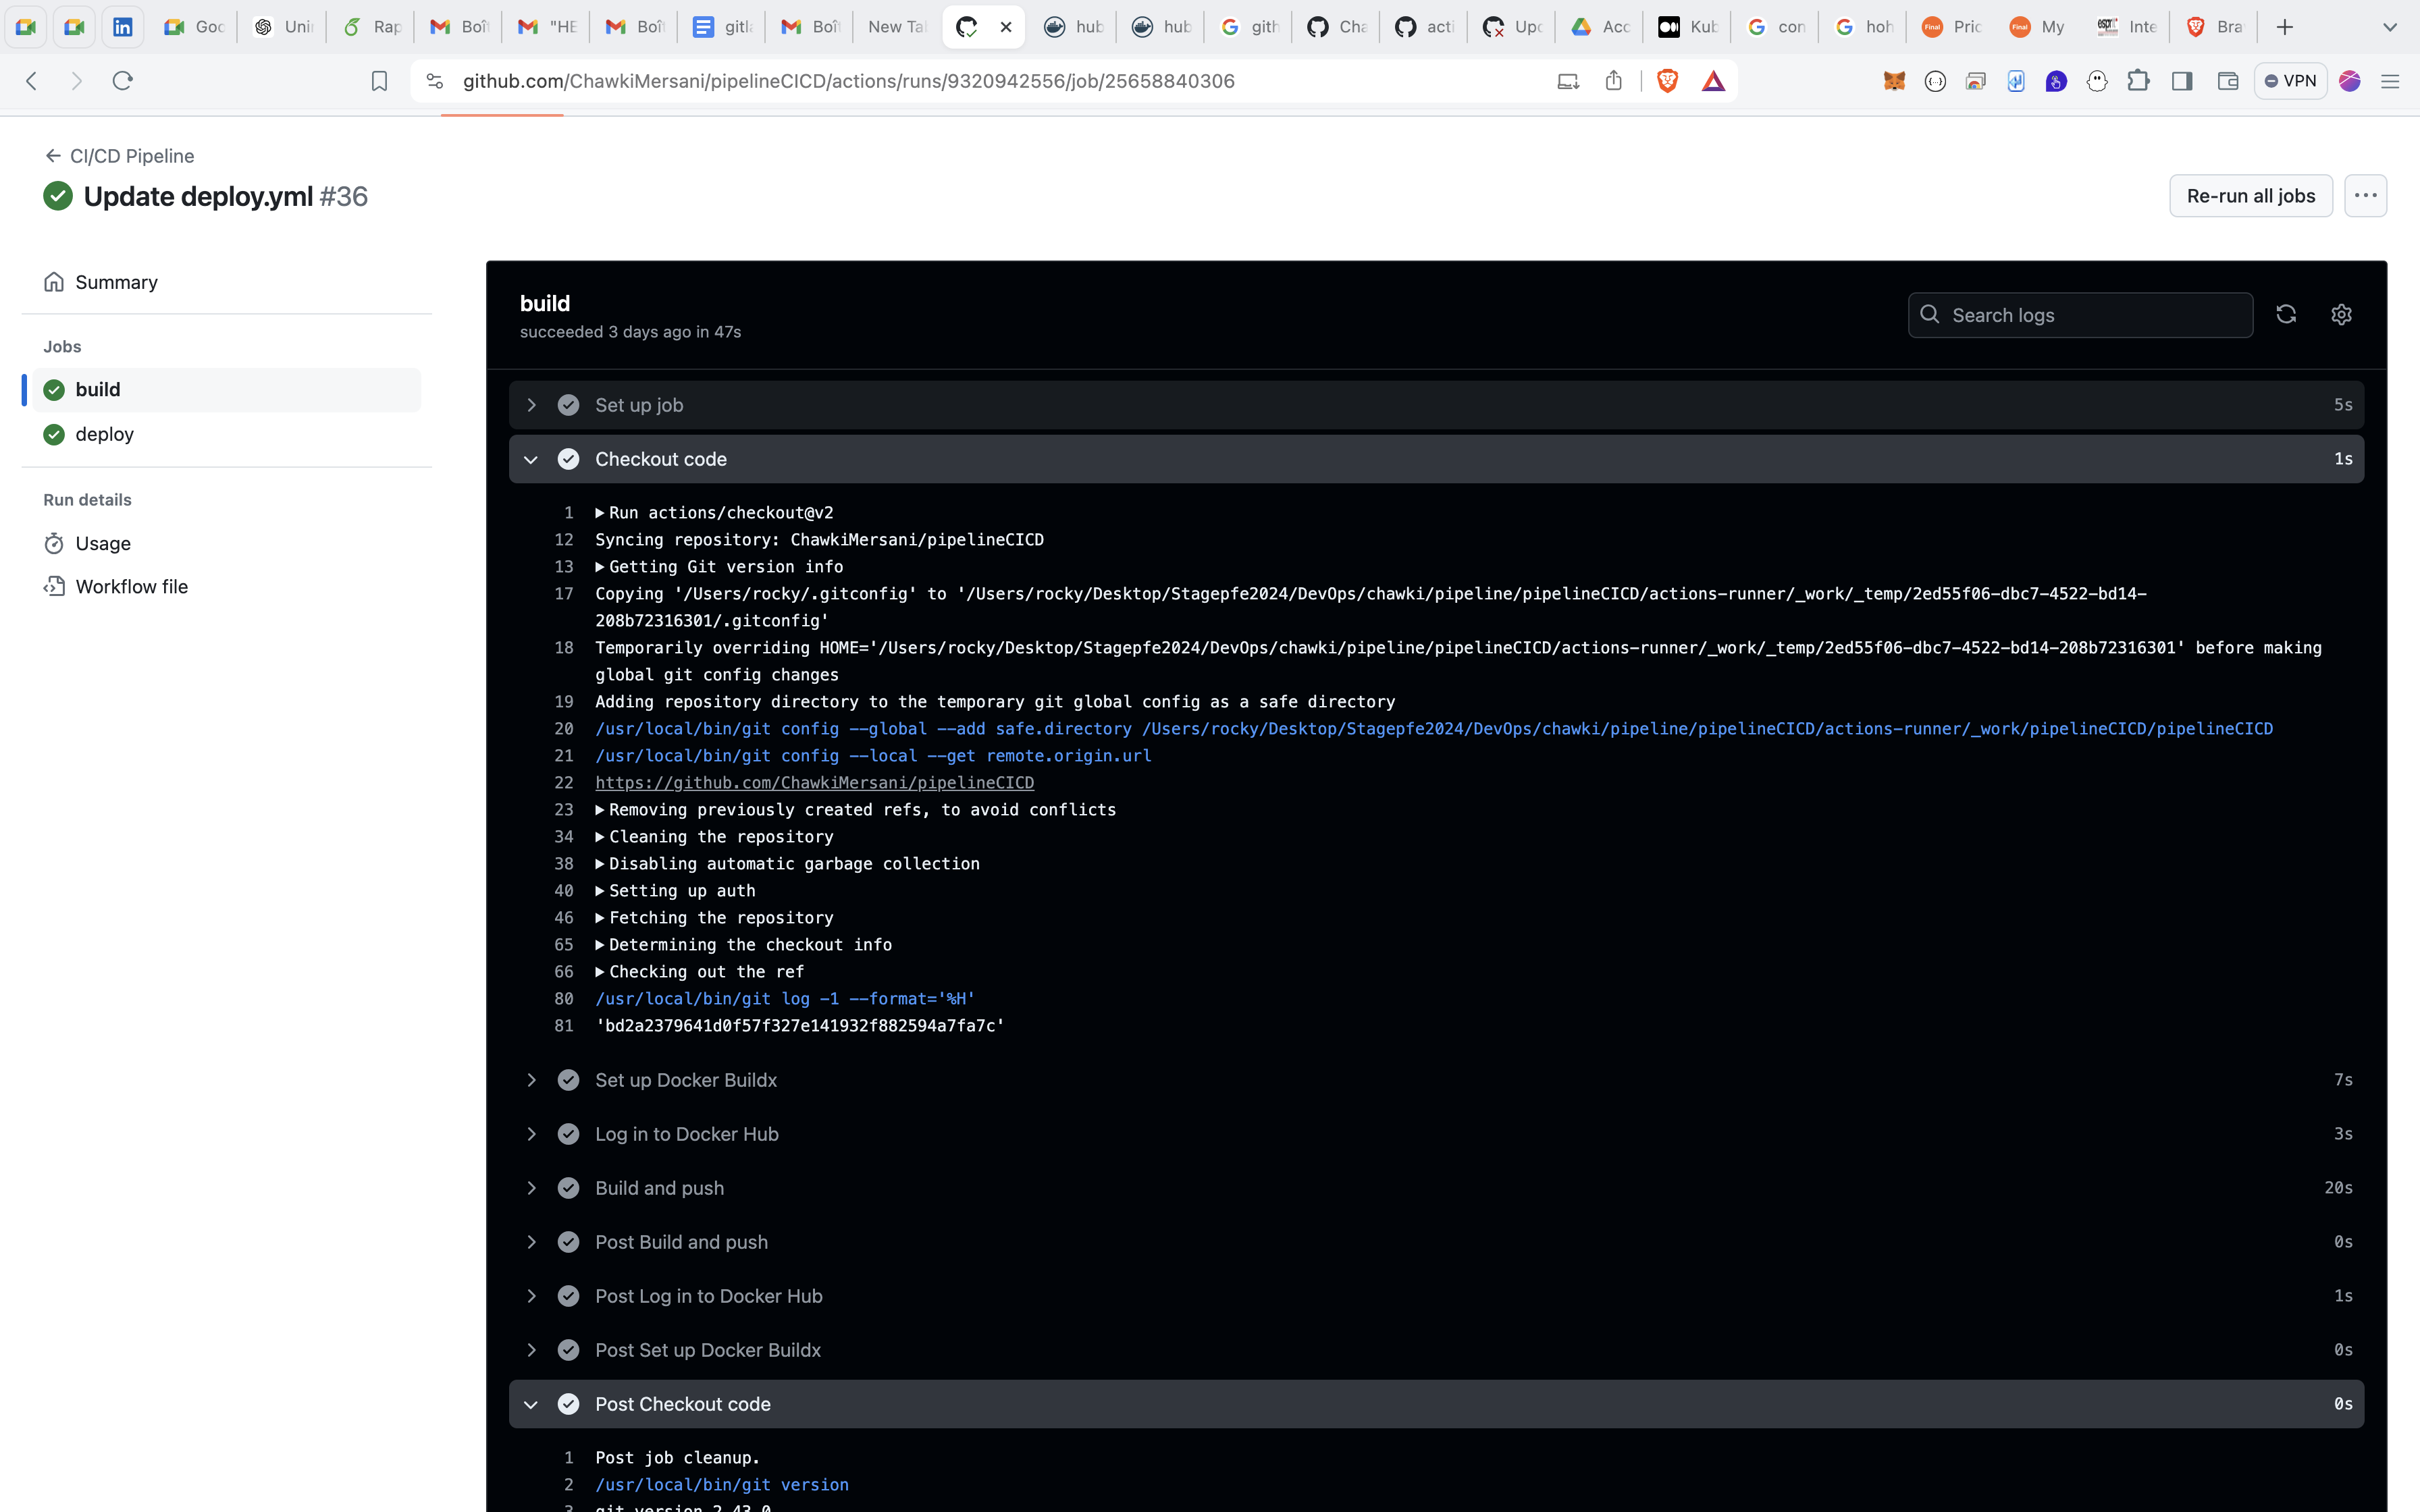 Goo
Uni
Rap
Boî
"HE
Boî
gitla
Boî
New Ta
hub
hub
gith
Cha
acti
Upd
Acc
Kub
con
hoh
Pric
My
Inte
Bra
github.com/ChawkiMersani/pipelineCICD/actions/runs/9320942556/job/25658840306
VPN
CI/CD Pipeline
Update deploy.yml #36
Re-run all jobs
Summary
Jobs
build
deploy
Run details
Usage
Workflow file
build
succeeded 3 days ago in 47s
Search logs
Set up job 5s
Checkout code 1s
1 Run actions/checkout@v2
12 Syncing repository: ChawkiMersani/pipelineCICD
13 Getting Git version info
17 Copying '/Users/rocky/.gitconfig' to '/Users/rocky/Desktop/Stagepfe2024/DevOps/chawki/pipeline/pipelineCICD/actions-runner/_work/_temp/2ed55f06-dbc7-4522-bd14-
208b72316301/.gitconfig'
18 Temporarily overriding HOME='/Users/rocky/Desktop/Stagepfe2024/DevOps/chawki/pipeline/pipelineCICD/actions-runner/_work/_temp/2ed55f06-dbc7-4522-bd14-208b72316301' before making
global git config changes
19 Adding repository directory to the temporary git global config as a safe directory
20 /usr/local/bin/git config --global --add safe.directory /Users/rocky/Desktop/Stagepfe2024/DevOps/chawki/pipeline/pipelineCICD/actions-runner/_work/pipelineCICD/pipelineCICD
21 /usr/local/bin/git config --local --get remote.origin.url
22 https://github.com/ChawkiMersani/pipelineCICD
23 Removing previously created refs, to avoid conflicts
34 Cleaning the repository
38 Disabling automatic garbage collection
40 Setting up auth
46 Fetching the repository
65 Determining the checkout info
66 Checking out the ref
80 /usr/local/bin/git log -1 --format='%H'
81 'bd2a2379641d0f57f327e141932f882594a7fa7c'
Set up Docker Buildx 7s
Log in to Docker Hub 3s
Build and push 20s
Post Build and push 0s
Post Log in to Docker Hub 1s
Post Set up Docker Buildx 0s
Post Checkout code 0s
1 Post job cleanup.
2 /usr/local/bin/git version
3 git version 2.43.0